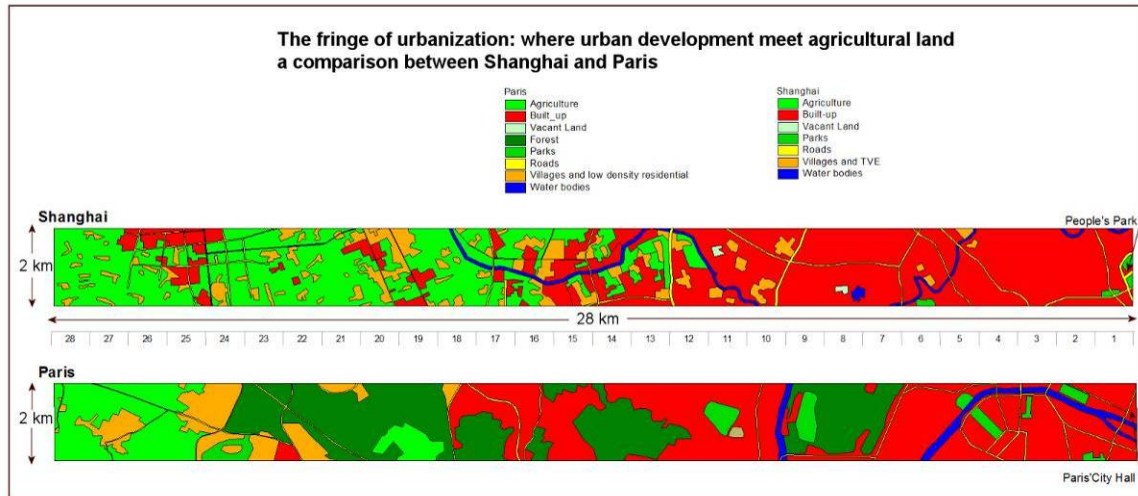 The fringe of urbanization: where urban development meet agricultural land
a comparison between Shanghai and Paris
Paris
Agriculture
Built_up
Vacant Land
Forest
Parks
Roads
Villages and low density residential
Water bodies
Shanghai
Agriculture
Built-up
Vacant Land
Parks
Roads
Villages and TVE
Water bodies
Shanghai
People's Park
2 km
28 km
28 27 26 25 24 23 22 21 20 19 18 17 16 15 14 13 12 11 10 9 8 7 6 5 4 3 2 1
Paris
2 km
Paris'City Hall